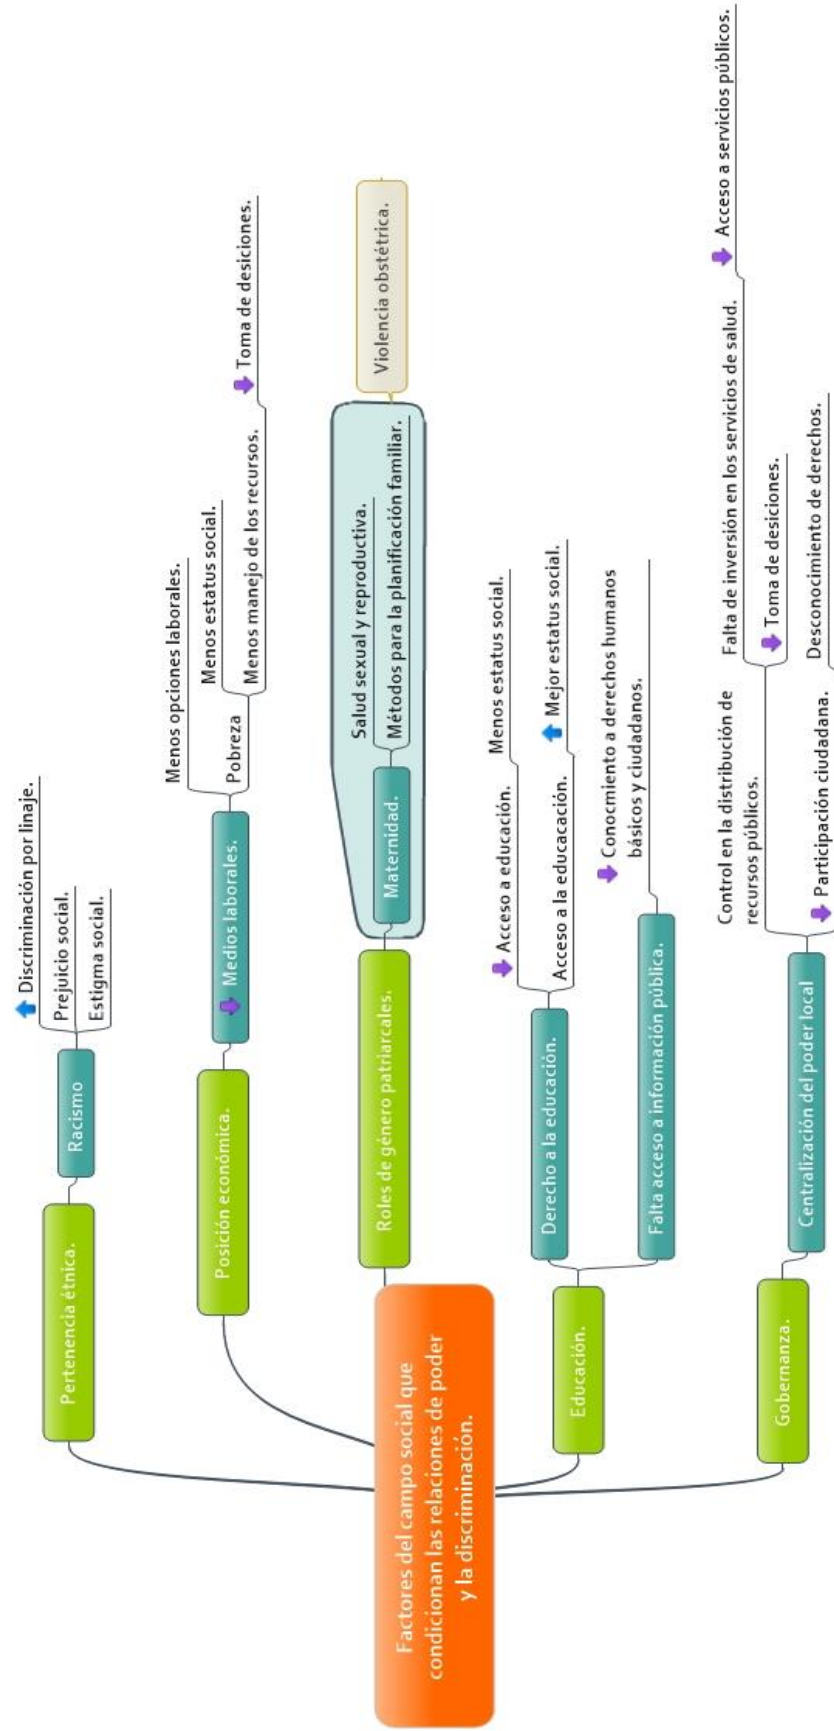 Factores del campo social que
condicionan las relaciones de poder
y la discriminación.
Pertenencia étnica.
Racismo
Discriminación por linaje.
Prejuicio social.
Estigma social.
Posición económica.
Medios laborales.
Menos opciones laborales.
Pobreza
Menos estatus social.
Menos manejo de los recursos.
Toma de desiciones.
Roles de género patriarcales.
Maternidad.
Salud sexual y reproductiva.
Métodos para la planificación familiar.
Violencia obstétrica.
Educación.
Derecho a la educación.
Acceso a educación.
Menos estatus social.
Acceso a la educacación.
Mejor estatus social.
Falta acceso a información pública.
Conocmiento a derechos humanos
básicos y ciudadanos.
Gobernanza.
Centralización del poder local
Control en la distribución de
recursos públicos.
Falta de inversión en los servicios de salud.
Acceso a servicios públicos.
Toma de desiciones.
Participación ciudadana.
Desconocimiento de derechos.